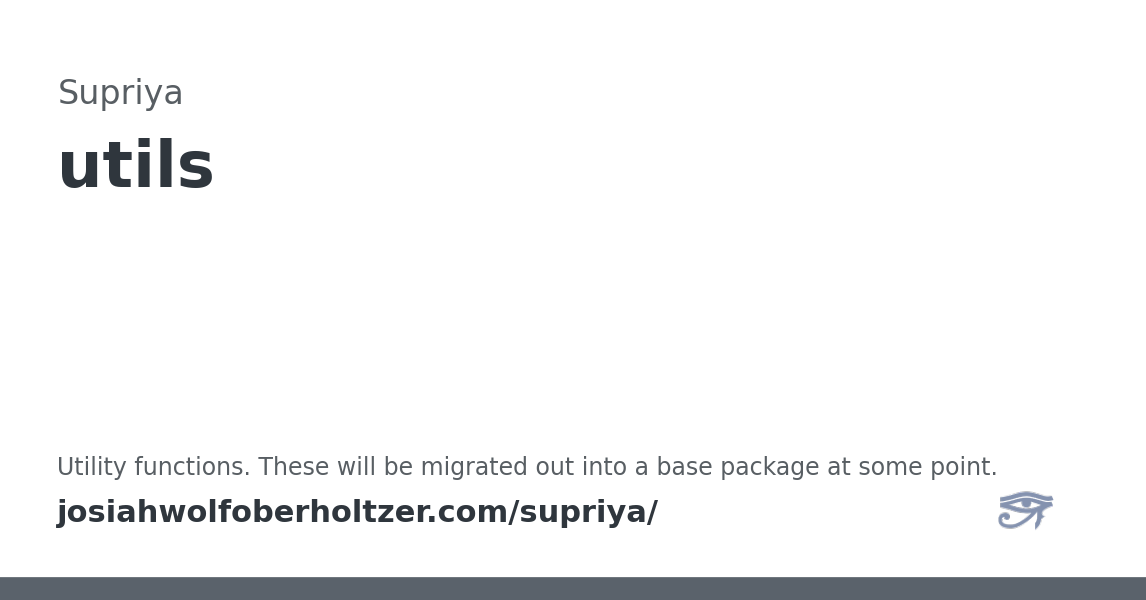 Supriya
utils
Utility functions. These will be migrated out into a base package at some point.
josiahwolfoberholtzer.com/supriya/